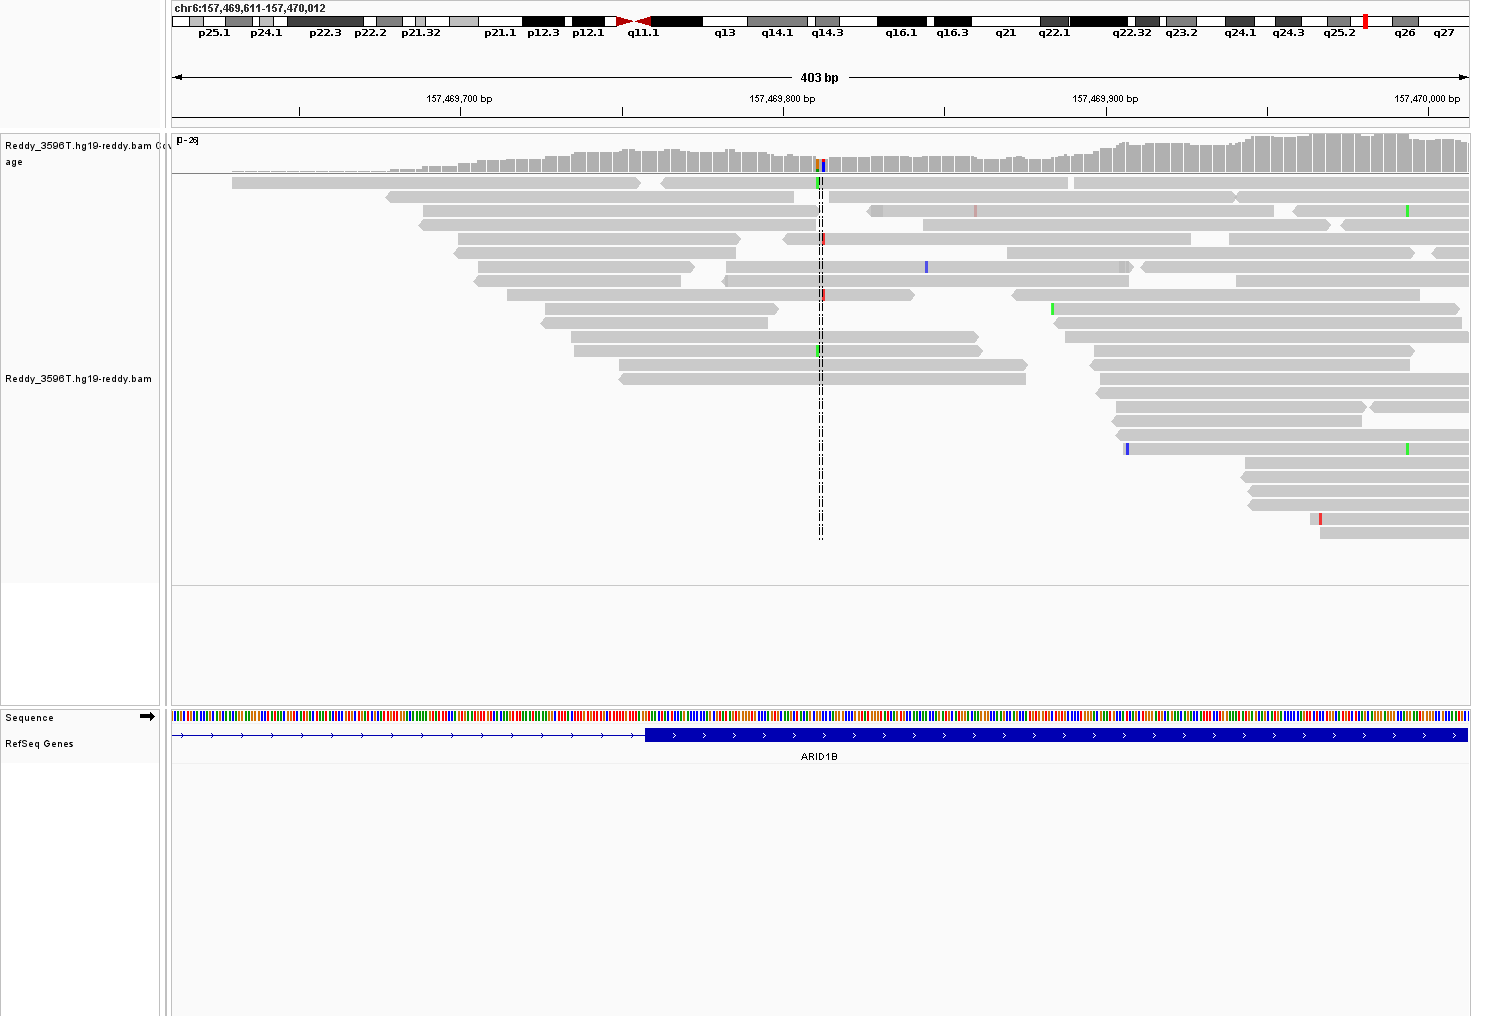 chr6:157,469,611-157,470,012
p25.1 p24.1 p22.3 p22.2 p21.32 p21.1 p12.3 p12.1 q11.1 q13 q14.1 q14.3 q16.1 q16.3 q21 q22.1 q22.32 q23.2 q24.1 q24.3 q25.2 q26 q27
403 bp
157,469,700 bp 157,469,800 bp 157,469,900 bp 157,470,000 bp
Reddy_3596T.hg19-reddy.bam Cov
age
[0-26]
Reddy_3596T.hg19-reddy.bam
Sequence
RefSeq Genes
ARID1B